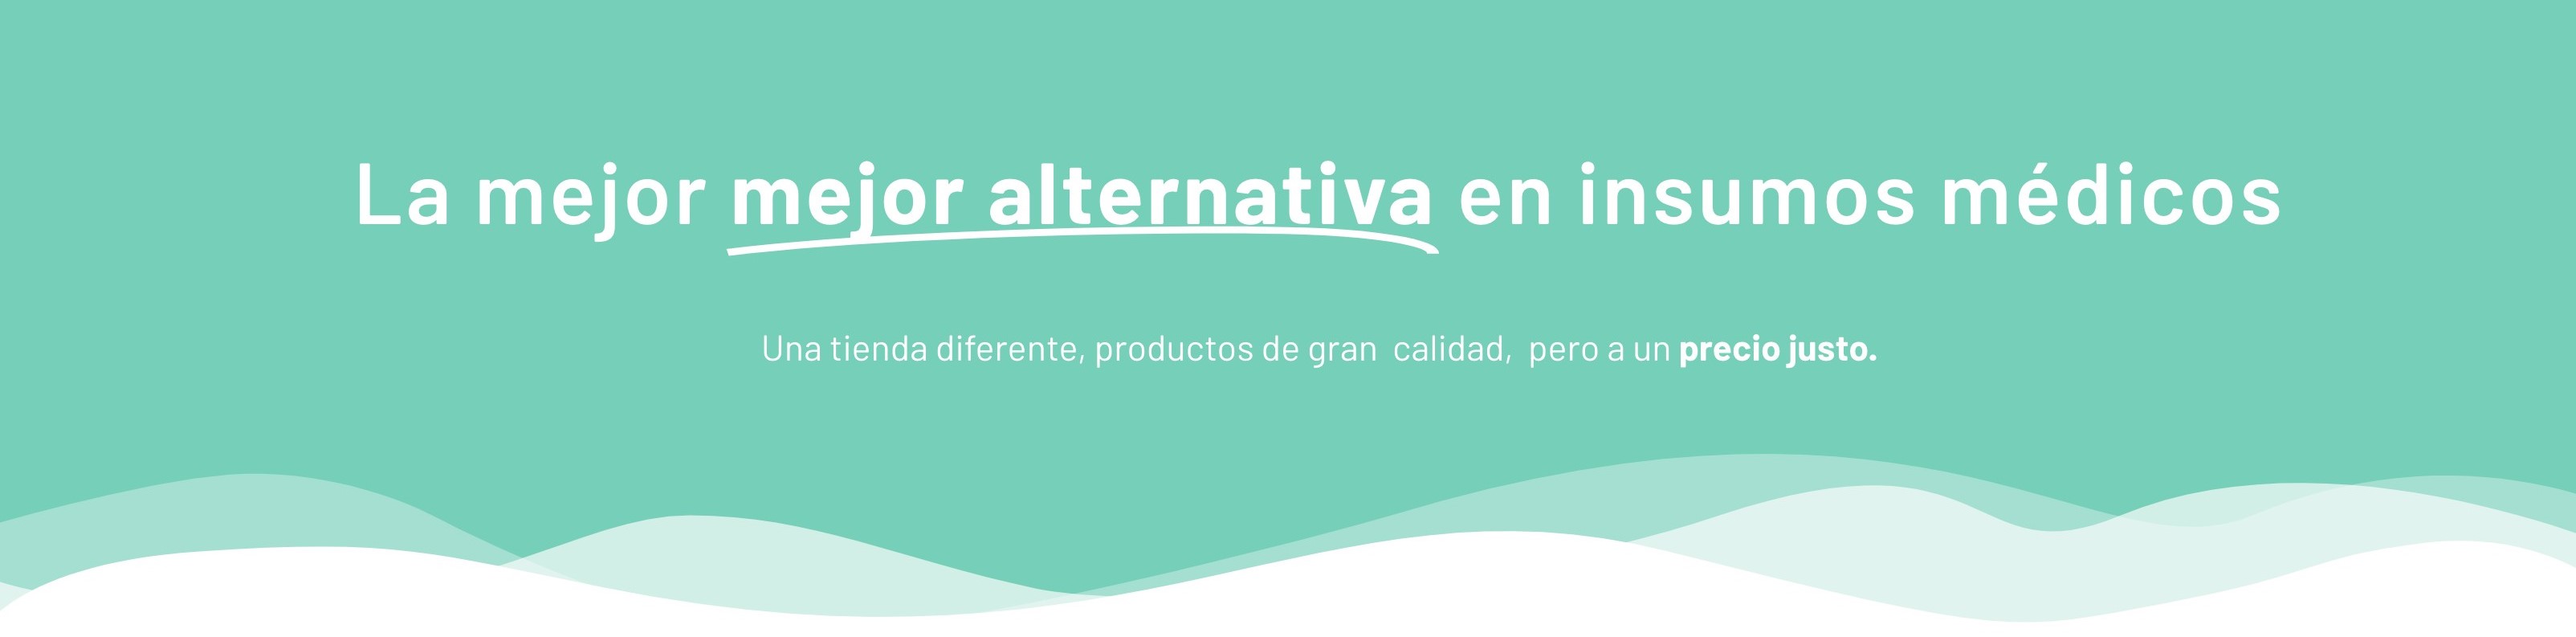 La mejor mejor alternativa en insumos médicos
Una tienda diferente, productos de gran calidad, pero a un precio justo.